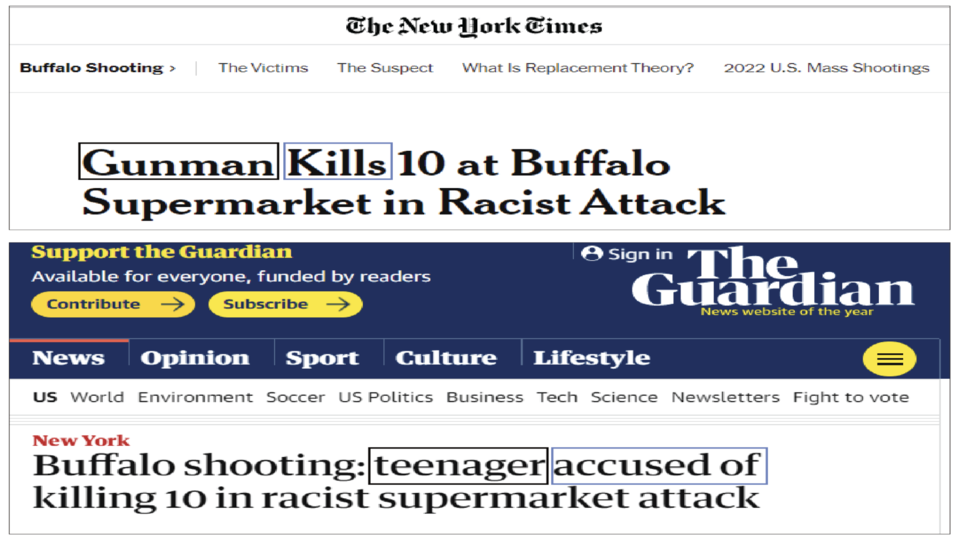 The New York Times
Buffalo Shooting > The Victims The Suspect What Is Replacement Theory? 2022 U.S. Mass Shootings
Gunman Kills 10 at Buffalo
Supermarket in Racist Attack
Support the Guardian
Available for everyone, funded by readers
Contribute → Subscribe →
Sign in
The
Guardian
News website of the year
News Opinion Sport Culture Lifestyle
US World Environment Soccer US Politics Business Tech Science Newsletters Fight to vote
New York
Buffalo shooting: teenager accused of
killing 10 in racist supermarket attack